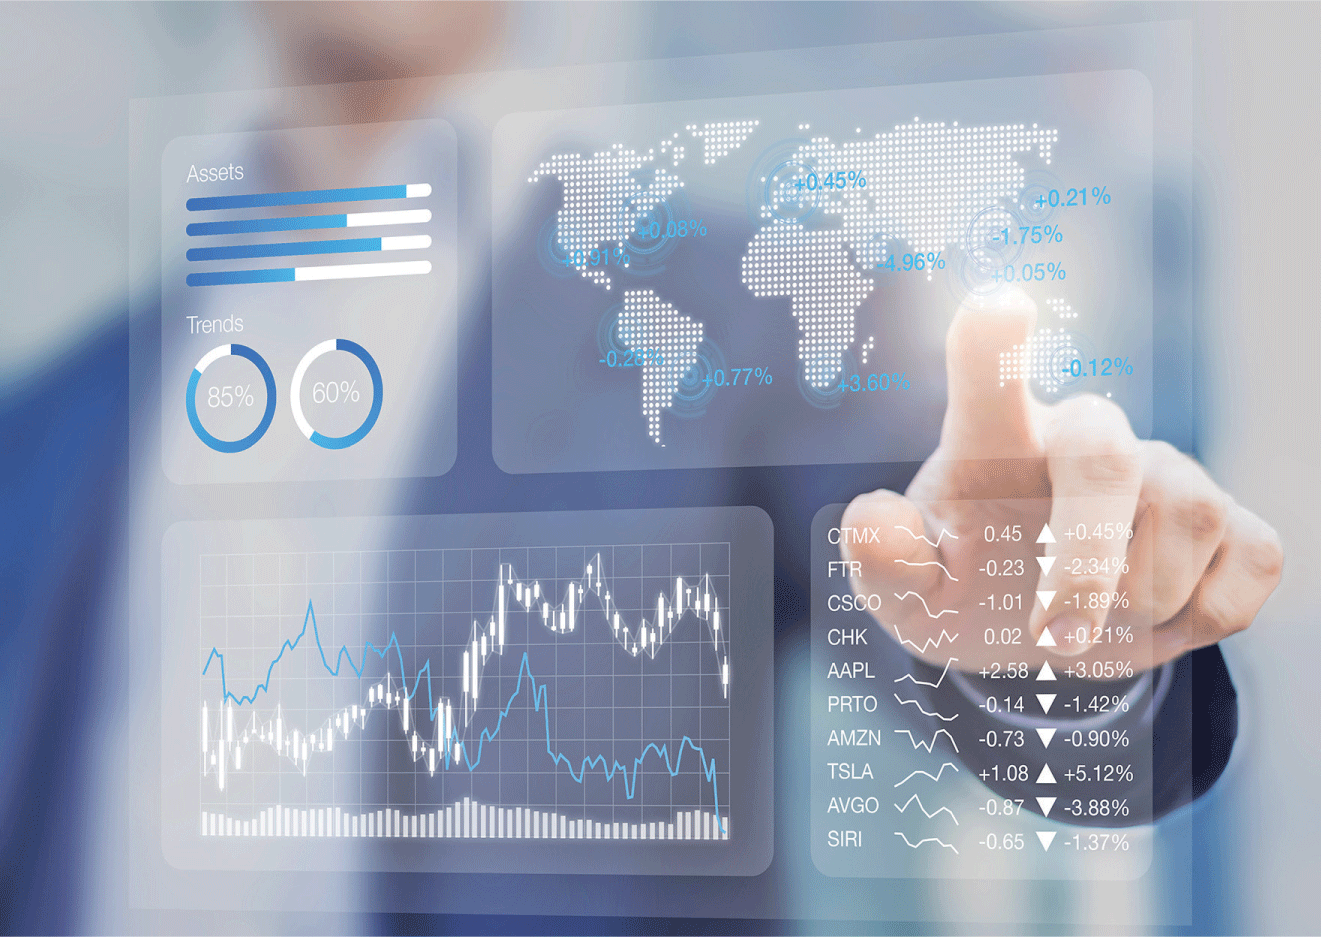 Assets
Trends
85%
60%
+0.45%
+0.21%
+0.08%
-1.75%
+0.91%
-4.96%
+0.05%
-0.28%
+0.77%
+3.60%
-0.12%
CTMX 0.45 ▲ +0.45%
FTR -0.23 ▼ -2.34%
CSCO -1.01 ▼ -1.89%
CHK 0.02 ▲ +0.21%
AAPL +2.58 ▲ +3.05%
PRTO -0.14 ▼ -1.42%
AMZN -0.73 ▼ -0.90%
TSLA +1.08 ▲ +5.12%
AVGO -0.87 ▼ -3.88%
SIRI -0.65 ▼ -1.37%